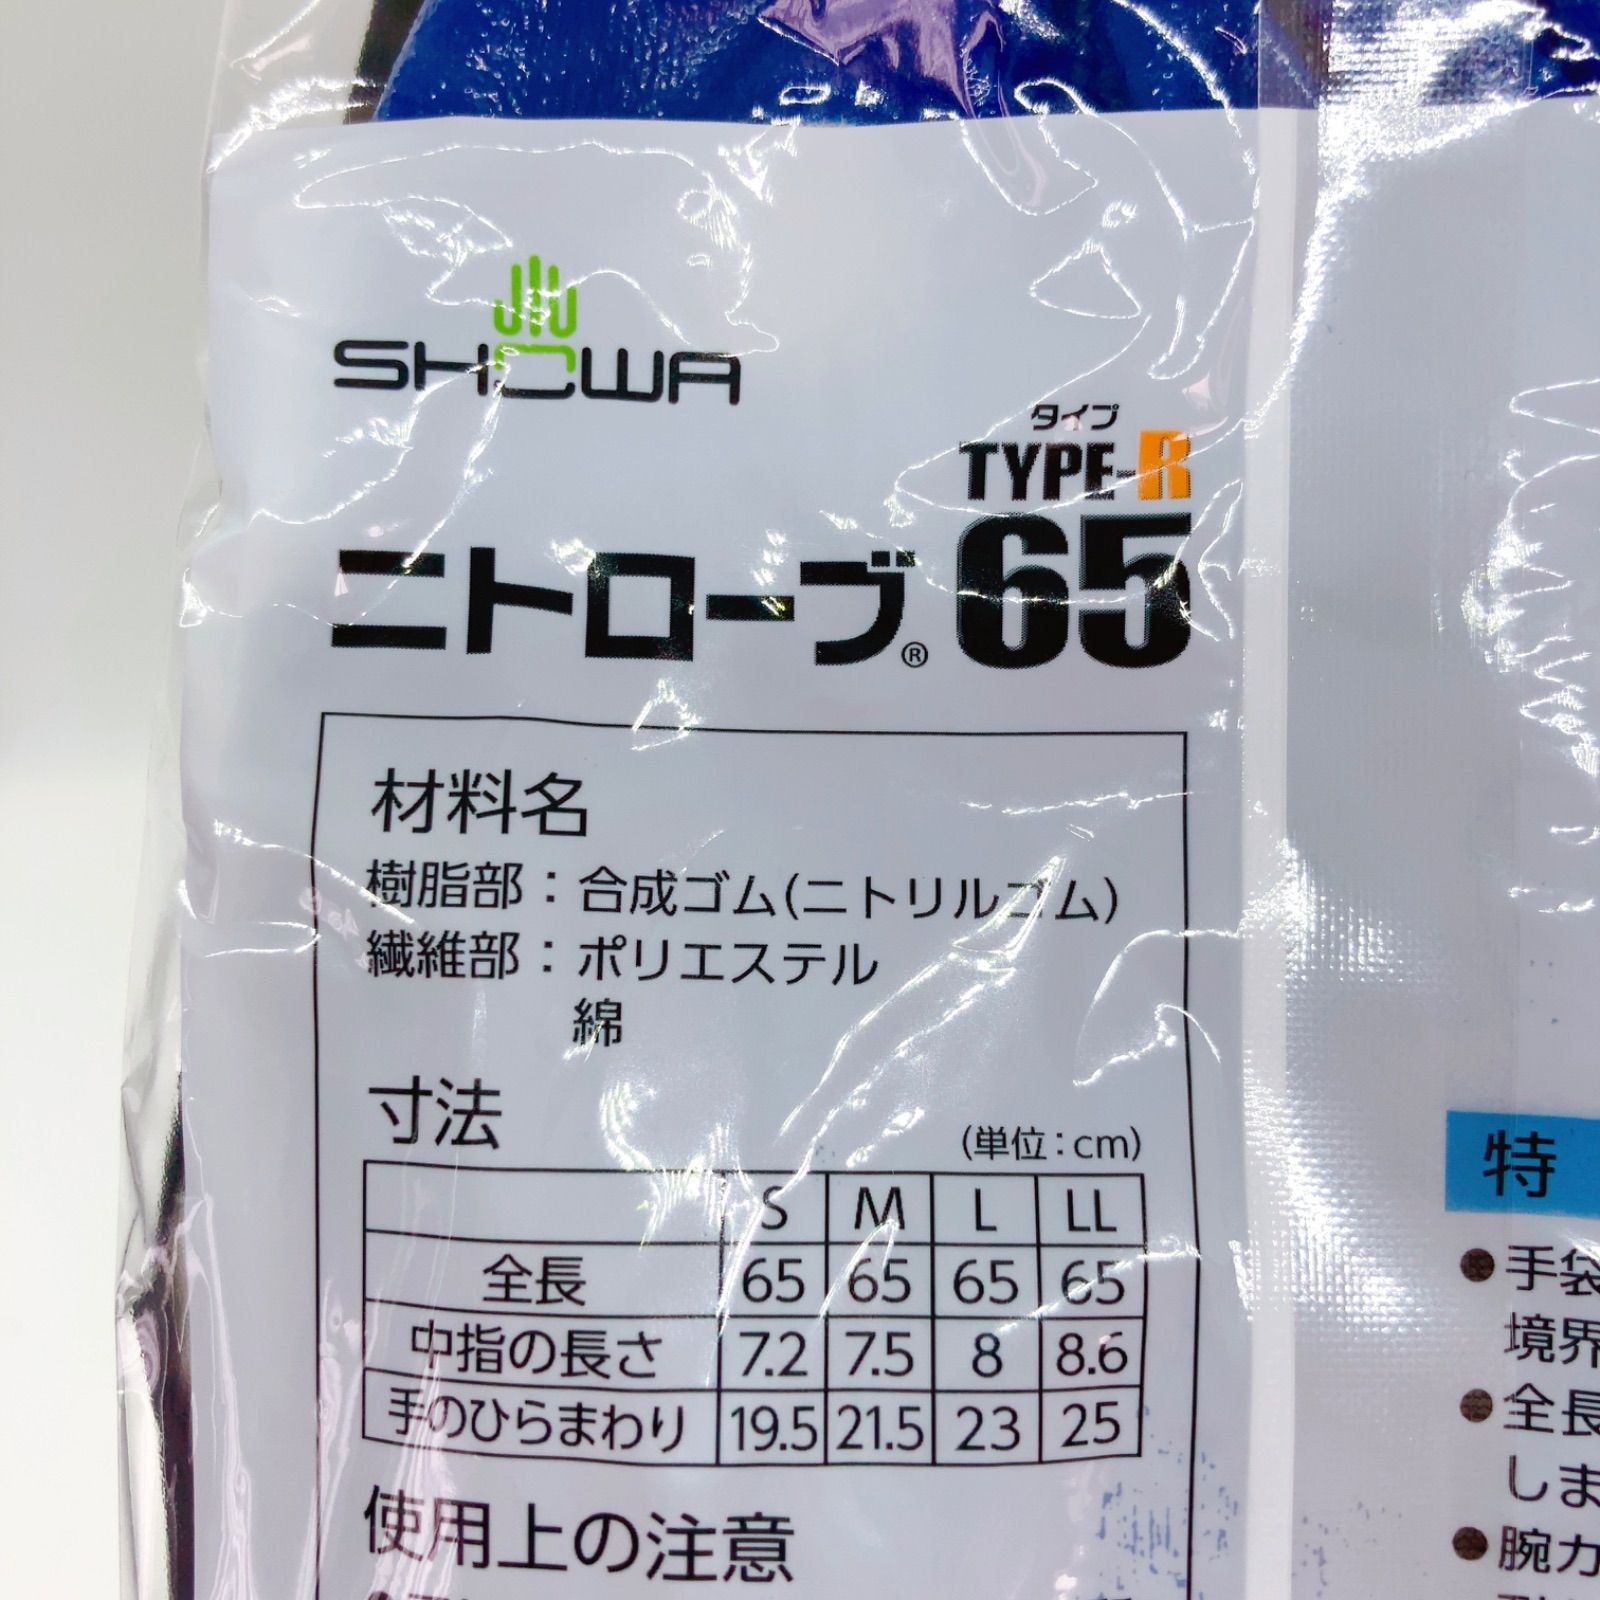 SHOWA
タイプ
TYPE-R
ニトローブ® 65
材料名
樹脂部：合成ゴム(ニトリルゴム)
繊維部：ポリエステル
綿
寸法
(単位：cm)
S M L LL
全長 65 65 65 65
中指の長さ 7.2 7.5 8 8.6
手のひらまわり 19.5 21.5 23 25
使用上の注意
特
●手袋
境界
●全長
しま
●腕カ